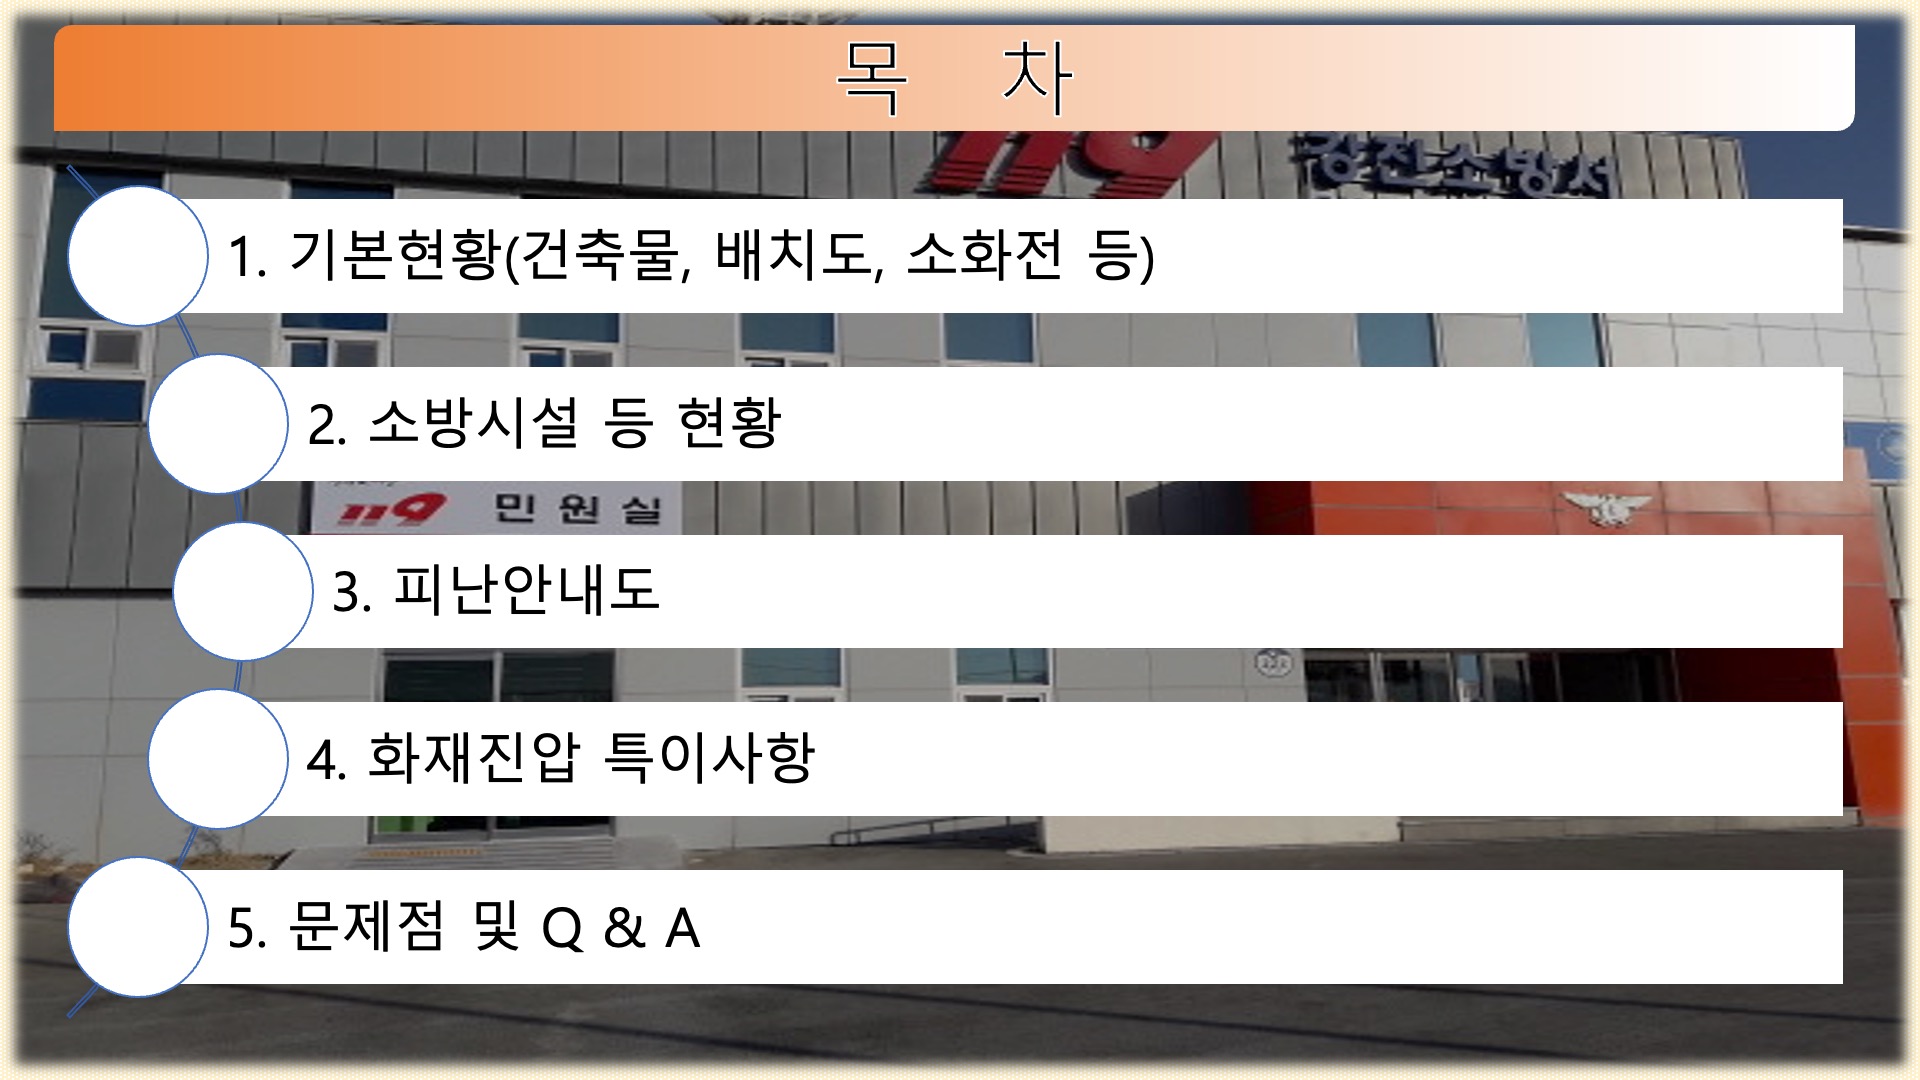 목 차
119 강진소방서
1. 기본현황(건축물, 배치도, 소화전 등)
2. 소방시설 등 현황
119 민원실
3. 피난안내도
4. 화재진압 특이사항
5. 문제점 및 Q & A